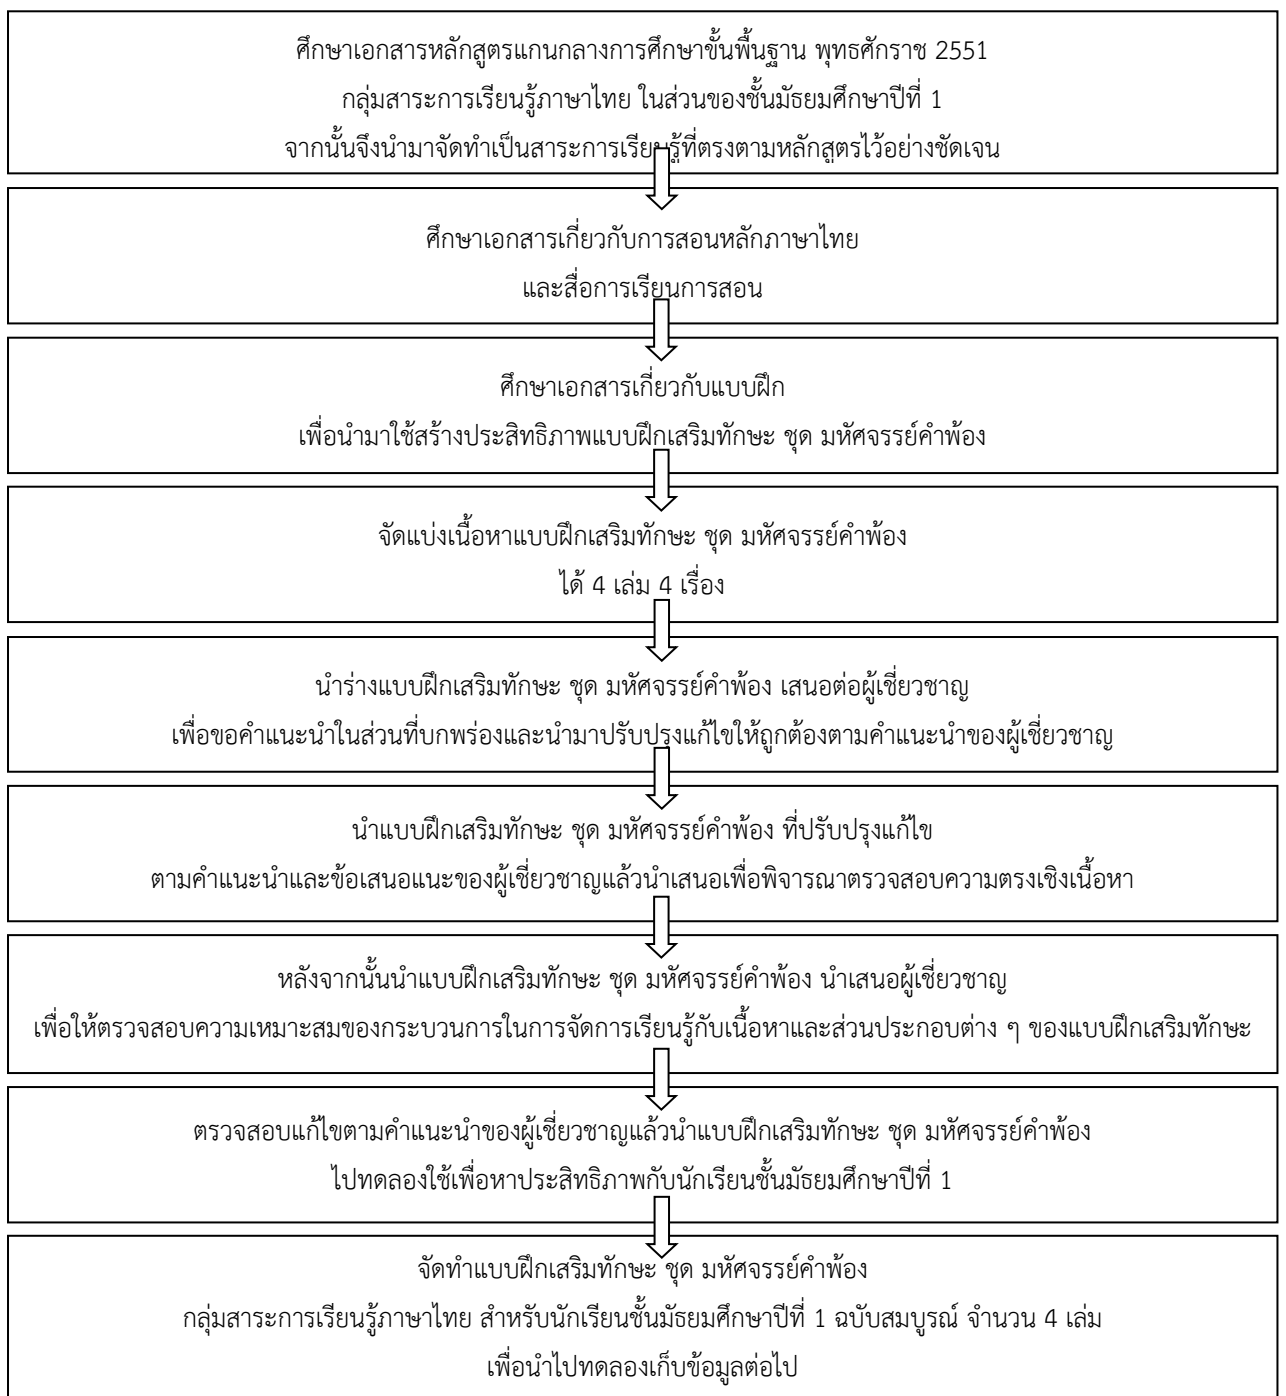 ศึกษาเอกสารหลักสูตรแกนกลางการศึกษาขั้นพื้นฐาน พุทธศักราช 2551
กลุ่มสาระการเรียนรู้ภาษาไทย ในส่วนของชั้นมัธยมศึกษาปีที่ 1
จากนั้นจึงนำมาจัดทำเป็นสาระการเรียนรู้ที่ตรงตามหลักสูตรไว้อย่างชัดเจน
ศึกษาเอกสารเกี่ยวกับการสอนหลักภาษาไทย
และสื่อการเรียนการสอน
ศึกษาเอกสารเกี่ยวกับแบบฝึก
เพื่อนำมาใช้สร้างประสิทธิภาพแบบฝึกเสริมทักษะ ชุด มหัศจรรย์คำพ้อง
จัดแบ่งเนื้อหาแบบฝึกเสริมทักษะ ชุด มหัศจรรย์คำพ้อง
ได้ 4 เล่ม 4 เรื่อง
นำร่างแบบฝึกเสริมทักษะ ชุด มหัศจรรย์คำพ้อง เสนอต่อผู้เชี่ยวชาญ
เพื่อขอคำแนะนำในส่วนที่บกพร่องและนำมาปรับปรุงแก้ไขให้ถูกต้องตามคำแนะนำของผู้เชี่ยวชาญ
นำแบบฝึกเสริมทักษะ ชุด มหัศจรรย์คำพ้อง ที่ปรับปรุงแก้ไข
ตามคำแนะนำและข้อเสนอแนะของผู้เชี่ยวชาญแล้วนำเสนอเพื่อพิจารณาตรวจสอบความตรงเชิงเนื้อหา
หลังจากนั้นนำแบบฝึกเสริมทักษะ ชุด มหัศจรรย์คำพ้อง นำเสนอผู้เชี่ยวชาญ
เพื่อให้ตรวจสอบความเหมาะสมของกระบวนการในการจัดการเรียนรู้กับเนื้อหาและส่วนประกอบต่าง ๆ ของแบบฝึกเสริมทักษะ
ตรวจสอบแก้ไขตามคำแนะนำของผู้เชี่ยวชาญแล้วนำแบบฝึกเสริมทักษะ ชุด มหัศจรรย์คำพ้อง
ไปทดลองใช้เพื่อหาประสิทธิภาพกับนักเรียนชั้นมัธยมศึกษาปีที่ 1
จัดทำแบบฝึกเสริมทักษะ ชุด มหัศจรรย์คำพ้อง
กลุ่มสาระการเรียนรู้ภาษาไทย สำหรับนักเรียนชั้นมัธยมศึกษาปีที่ 1 ฉบับสมบูรณ์ จำนวน 4 เล่ม
เพื่อนำไปทดลองเก็บข้อมูลต่อไป